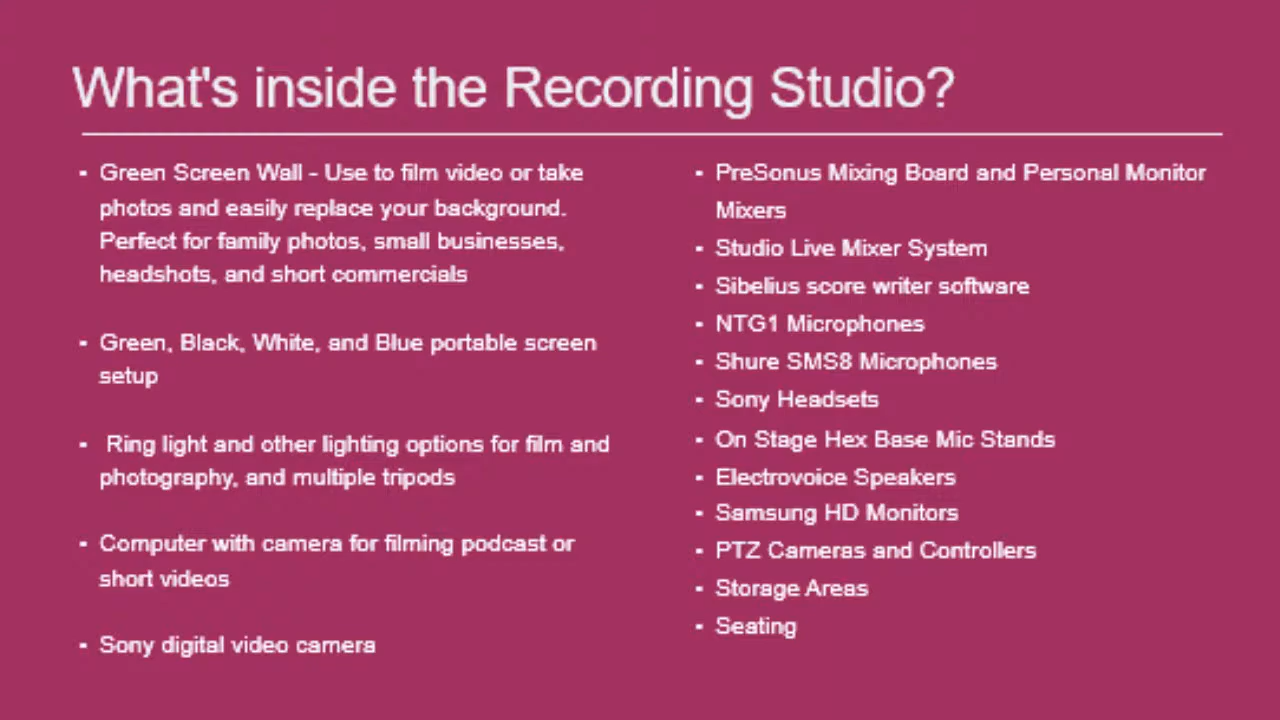 What's inside the Recording Studio?
▪ Green Screen Wall - Use to film video or take
photos and easily replace your background.
Perfect for family photos, small businesses,
headshots, and short commercials
▪ Green, Black, White, and Blue portable screen
setup
▪ Ring light and other lighting options for film and
photography, and multiple tripods
▪ Computer with camera for filming podcast or
short videos
▪ Sony digital video camera
▪ PreSonus Mixing Board and Personal Monitor
Mixers
▪ Studio Live Mixer System
▪ Sibelius score writer software
▪ NTG1 Microphones
▪ Shure SMS8 Microphones
▪ Sony Headsets
▪ On Stage Hex Base Mic Stands
▪ Electrovoice Speakers
▪ Samsung HD Monitors
▪ PTZ Cameras and Controllers
▪ Storage Areas
▪ Seating